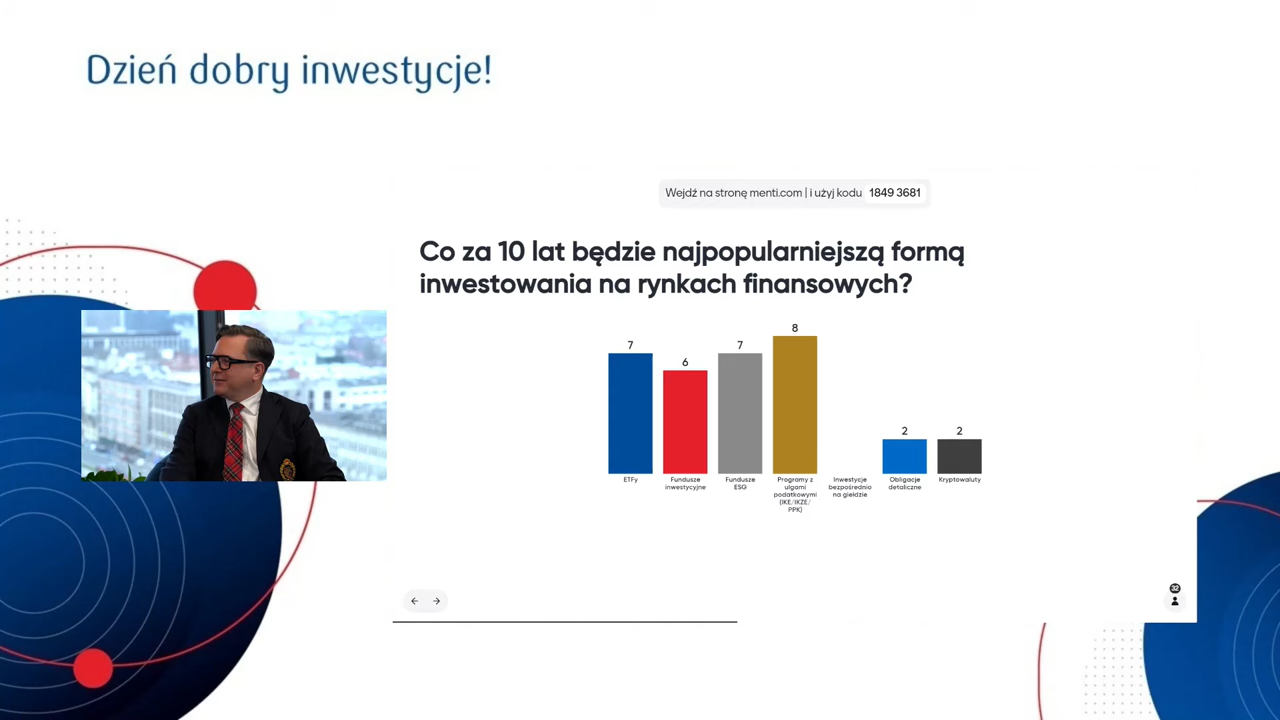 Dzień dobry inwestycje!
Wejdź na stronę menti.com | i użyj kodu 1849 3681
Co za 10 lat będzie najpopularniejszą formą
inwestowania na rynkach finansowych?
7
6
7
8
2
2
ETFy
Fundusze
inwestycyjne
Fundusze
ESG
Programy z
ulgami
podatkowymi
(IKE/IKZE/
PPK)
Inwestycje
bezpośrednio
na giełdzie
Obligacje
detaliczne
Kryptowaluty
32